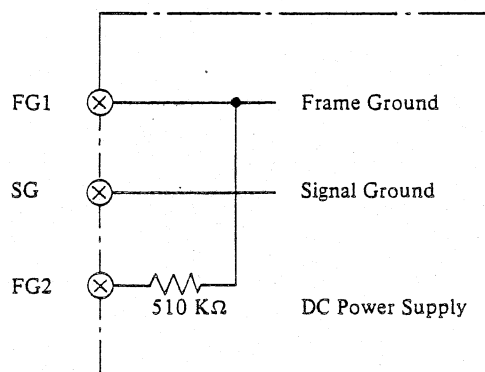 FG1 Frame Ground
SG Signal Ground
FG2
510 KΩ
DC Power Supply